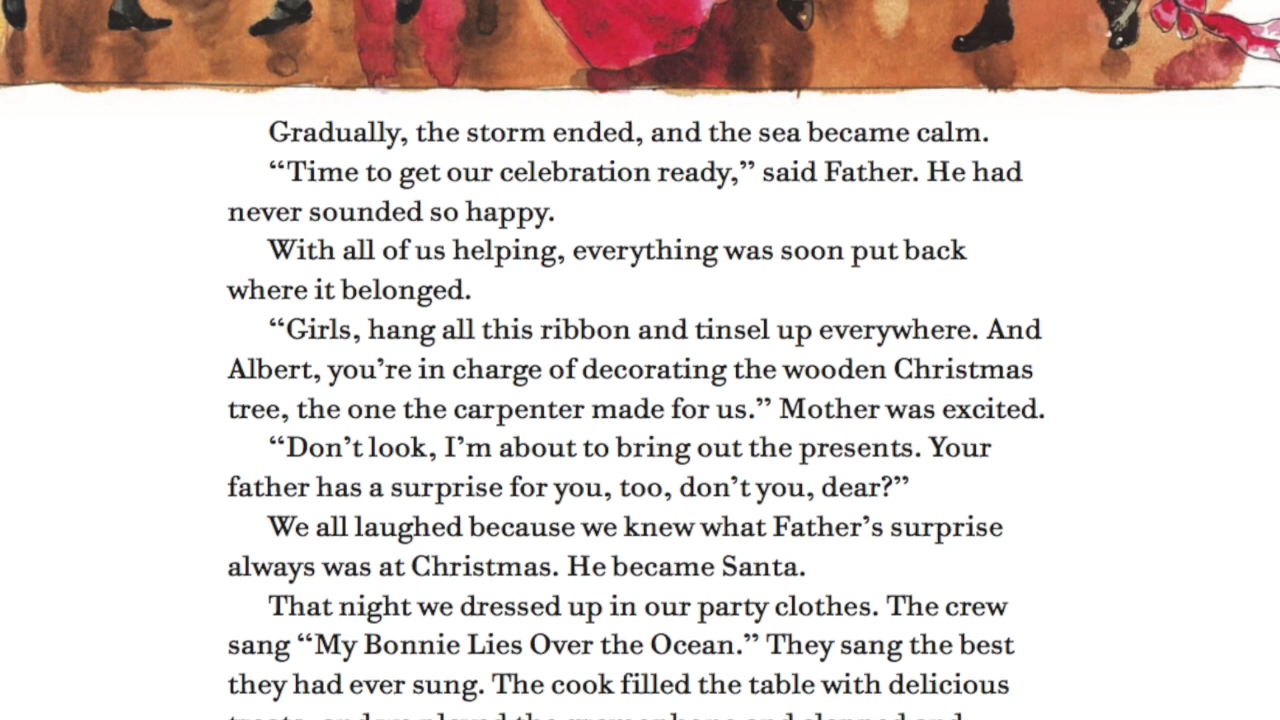 Gradually, the storm ended, and the sea became calm.
“Time to get our celebration ready,” said Father. He had
never sounded so happy.
With all of us helping, everything was soon put back
where it belonged.
“Girls, hang all this ribbon and tinsel up everywhere. And
Albert, you’re in charge of decorating the wooden Christmas
tree, the one the carpenter made for us.” Mother was excited.
“Don’t look, I’m about to bring out the presents. Your
father has a surprise for you, too, don’t you, dear?”
We all laughed because we knew what Father’s surprise
always was at Christmas. He became Santa.
That night we dressed up in our party clothes. The crew
sang “My Bonnie Lies Over the Ocean.” They sang the best
they had ever sung. The cook filled the table with delicious